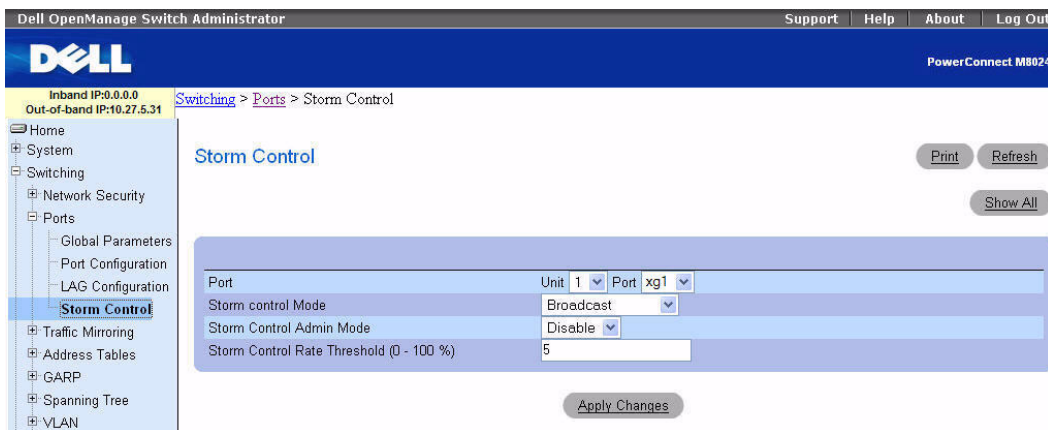 Dell OpenManage Switch Administrator
Support Help About Log Out
DELL
PowerConnect M8024
Inband IP:0.0.0.0
Out-of-band IP:10.27.5.31
Switching > Ports > Storm Control
Home
System
Switching
Network Security
Ports
Global Parameters
Port Configuration
LAG Configuration
Storm Control
Traffic Mirroring
Address Tables
GARP
Spanning Tree
VLAN
Storm Control
Print Refresh
Show All
Port Unit 1 Port xg1
Storm control Mode Broadcast
Storm Control Admin Mode Disable
Storm Control Rate Threshold (0 - 100 %) 5
Apply Changes